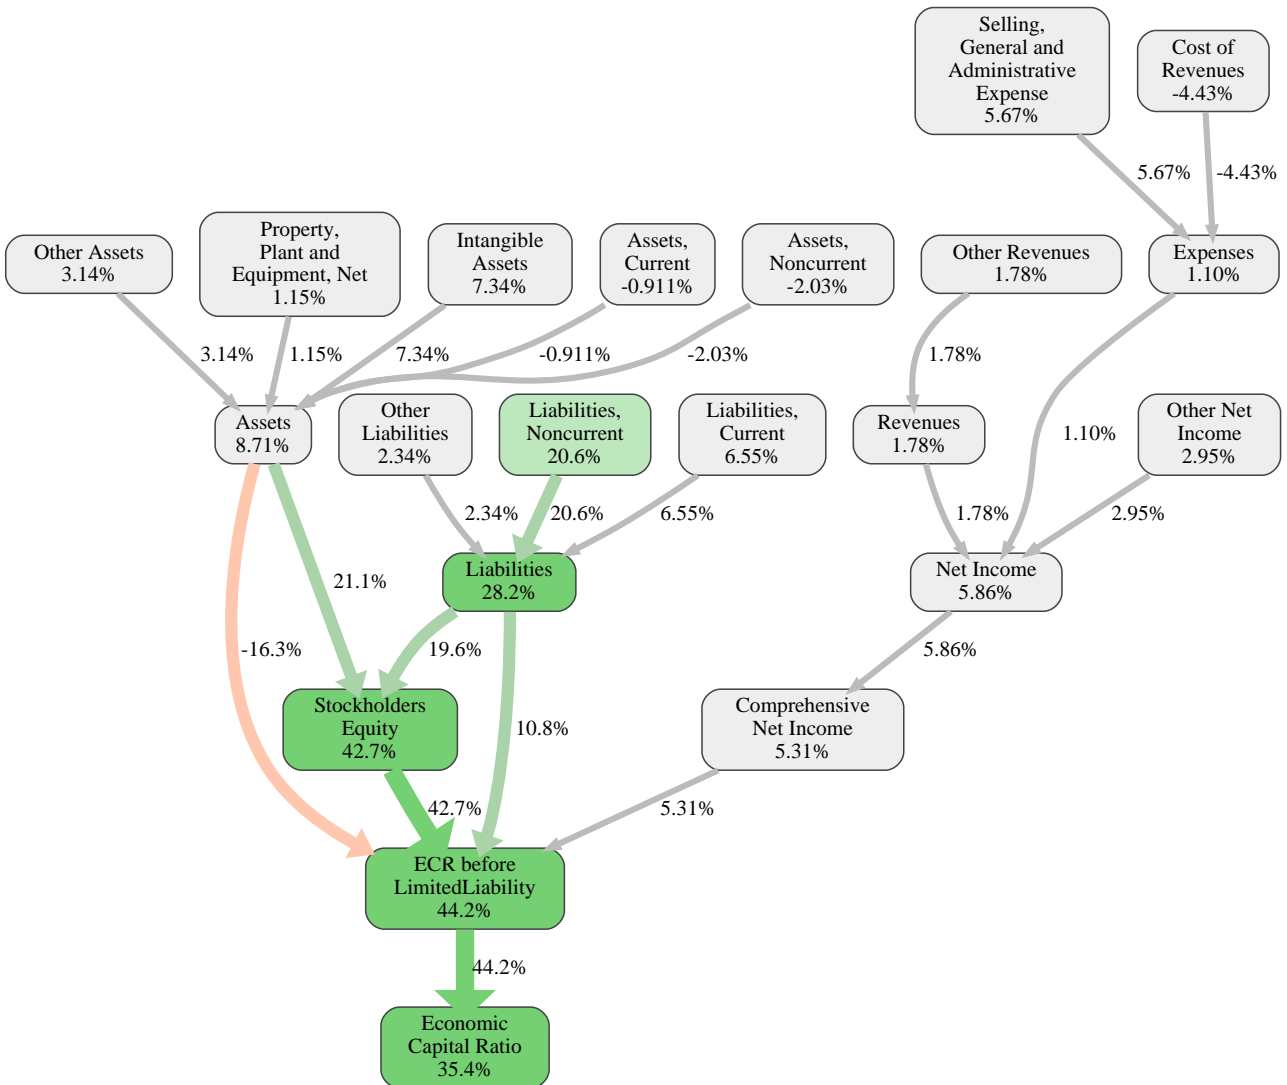 Selling,
General and
Administrative
Expense
5.67%
Cost of
Revenues
-4.43%
5.67%
-4.43%
Other Assets
3.14%
Property,
Plant and
Equipment, Net
1.15%
Intangible
Assets
7.34%
Assets,
Current
-0.911%
Assets,
Noncurrent
-2.03%
Other Revenues
1.78%
Expenses
1.10%
3.14%
1.15%
7.34%
-0.911%
-2.03%
1.78%
Assets
8.71%
Other
Liabilities
2.34%
Liabilities,
Noncurrent
20.6%
Liabilities,
Current
6.55%
Revenues
1.78%
1.10%
Other Net
Income
2.95%
2.34%
20.6%
6.55%
1.78%
2.95%
21.1%
Liabilities
28.2%
Net Income
5.86%
-16.3%
19.6%
5.86%
Stockholders
Equity
42.7%
10.8%
Comprehensive
Net Income
5.31%
42.7%
5.31%
ECR before
LimitedLiability
44.2%
44.2%
Economic
Capital Ratio
35.4%